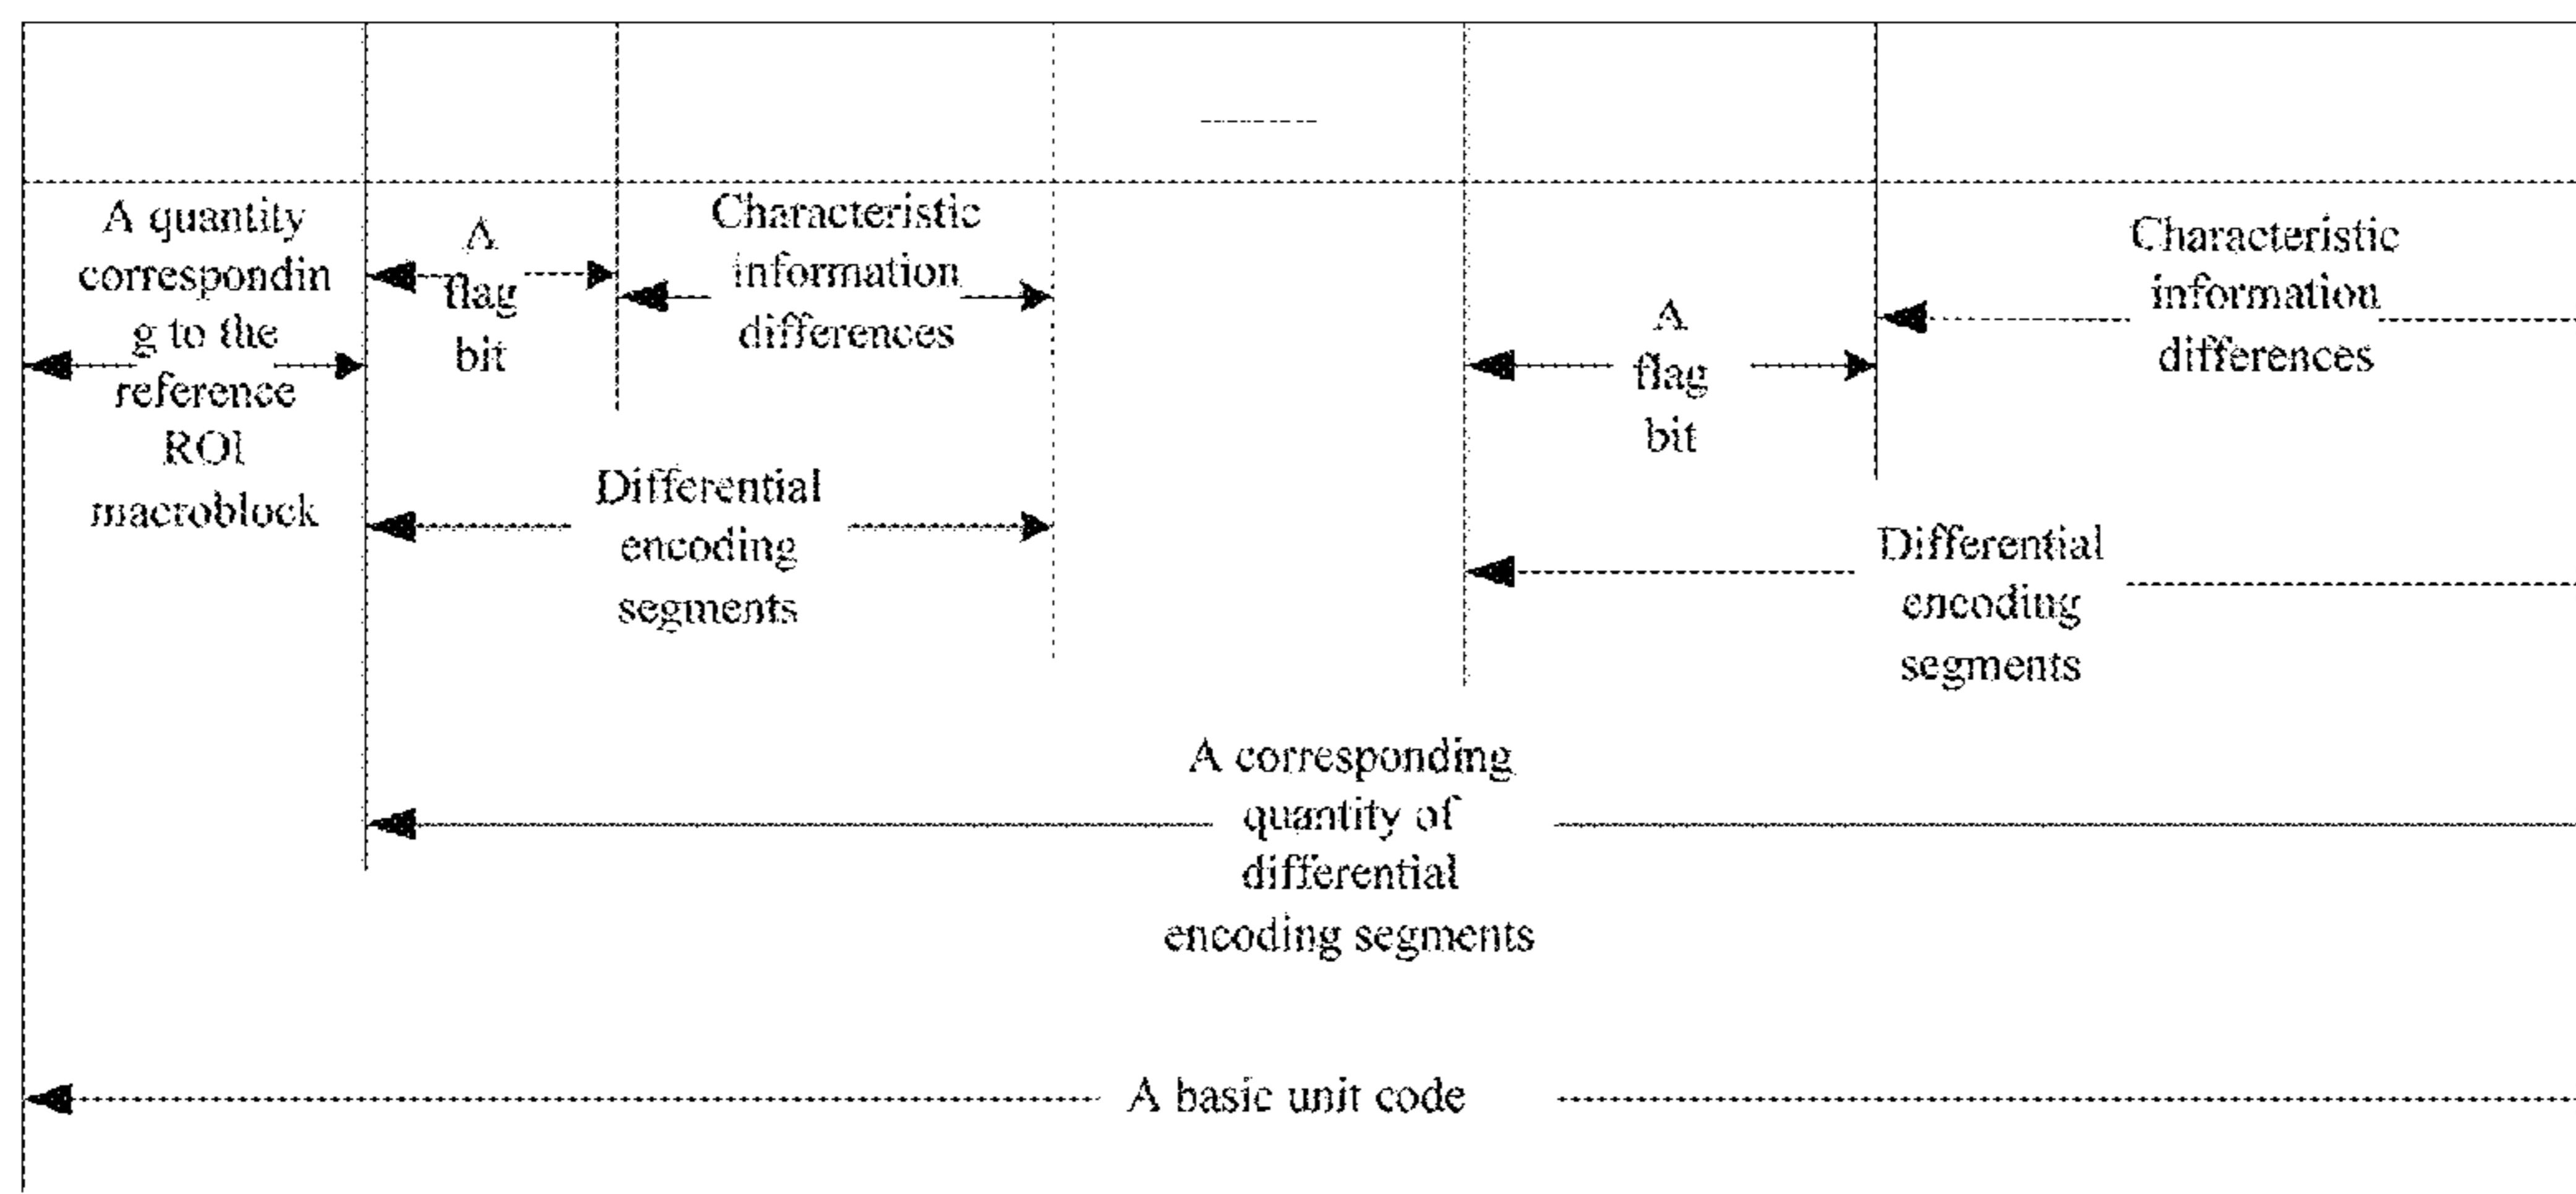 A quantity
correspondin
g to the
reference
ROI
macroblock
A
flag
bit
Characteristic
information
differences
Differential
encoding
segments
A
flag
bit
Characteristic
information
differences
Differential
encoding
segments
A corresponding
quantity of
differential
encoding segments
A basic unit code